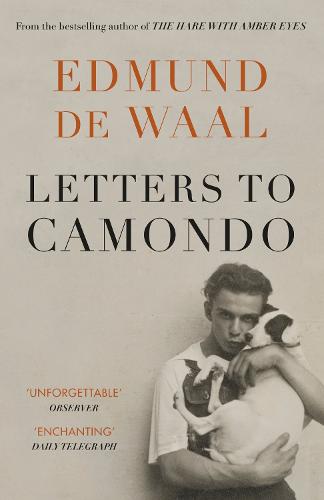 From the bestselling author of THE HARE WITH AMBER EYES
EDMUND
DE WAAL
LETTERS TO
CAMONDO
'UNFORGETTABLE'
OBSERVER
'ENCHANTING'
DAILY TELEGRAPH